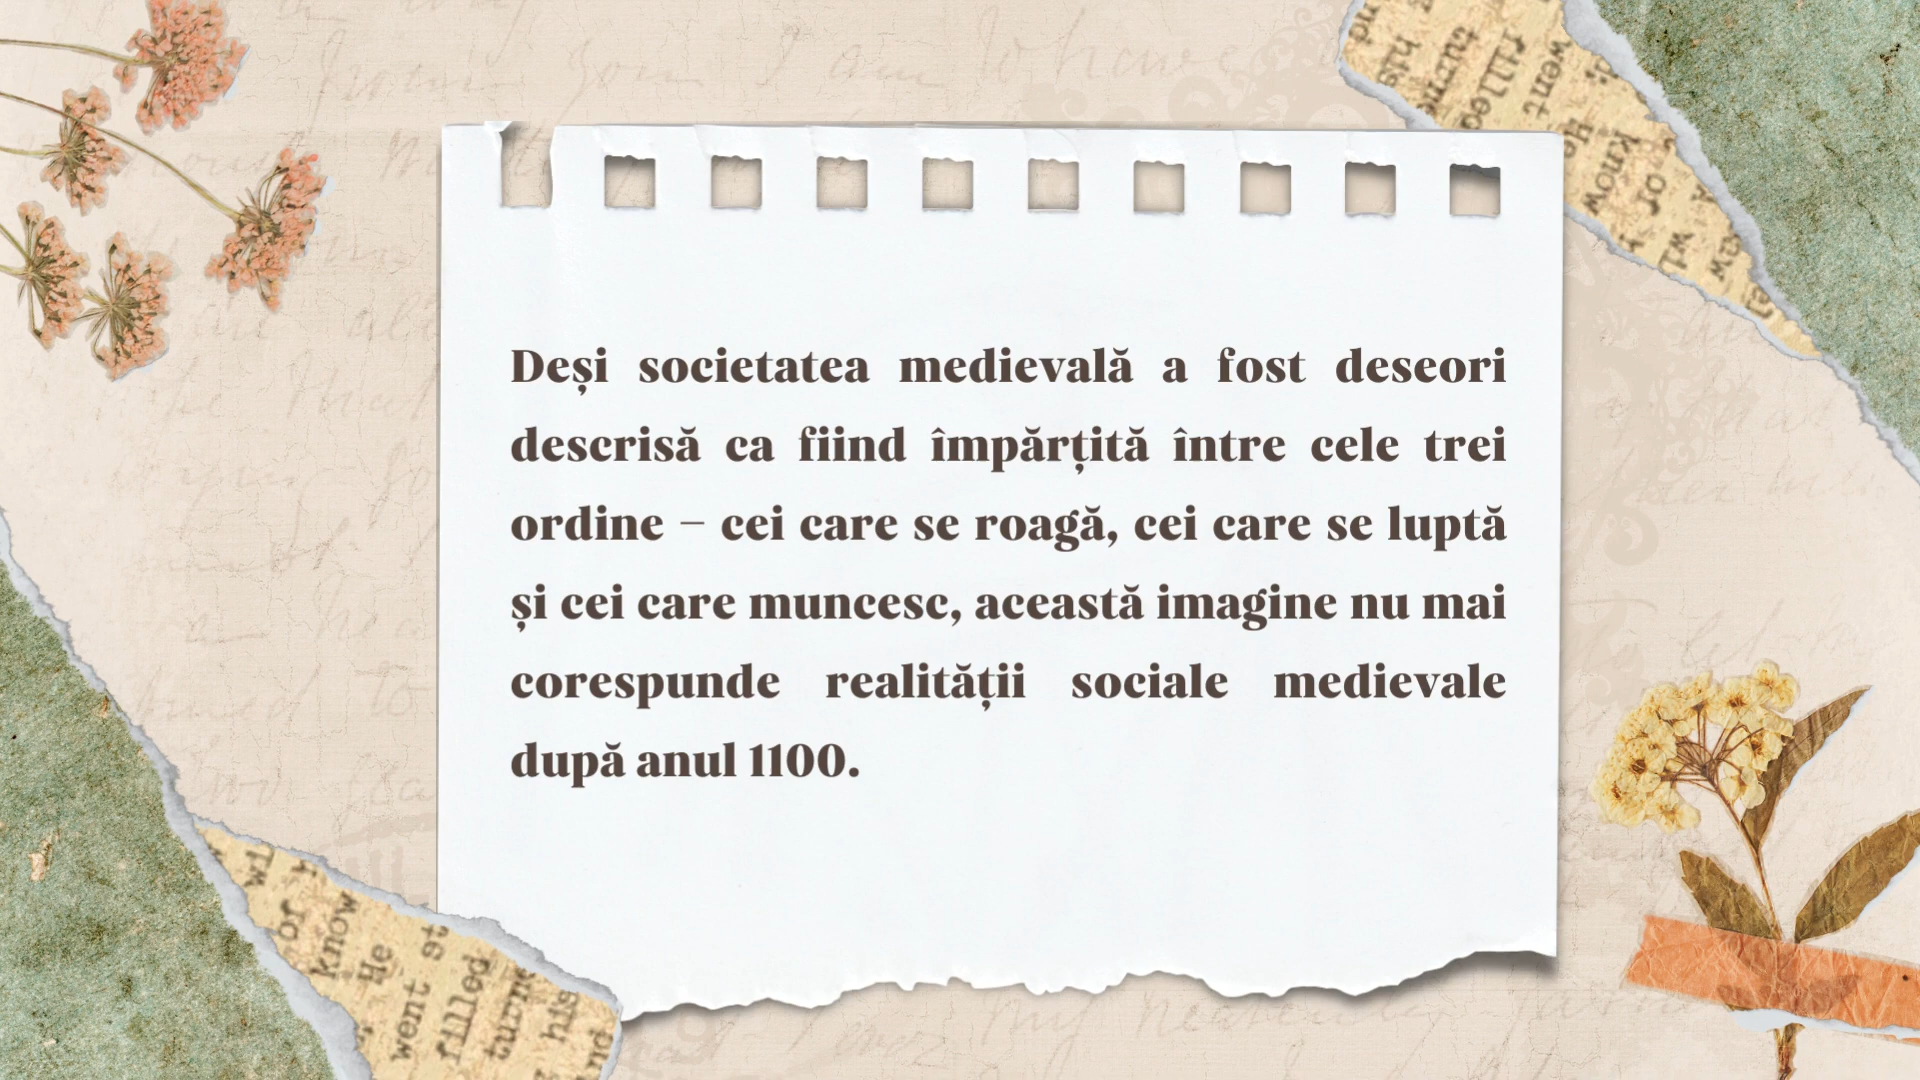 Deși societatea medievală a fost deseori
descrisă ca fiind împărțită între cele trei
ordine – cei care se roagă, cei care se luptă
și cei care muncesc, această imagine nu mai
corespunde realității sociale medievale
după anul 1100.